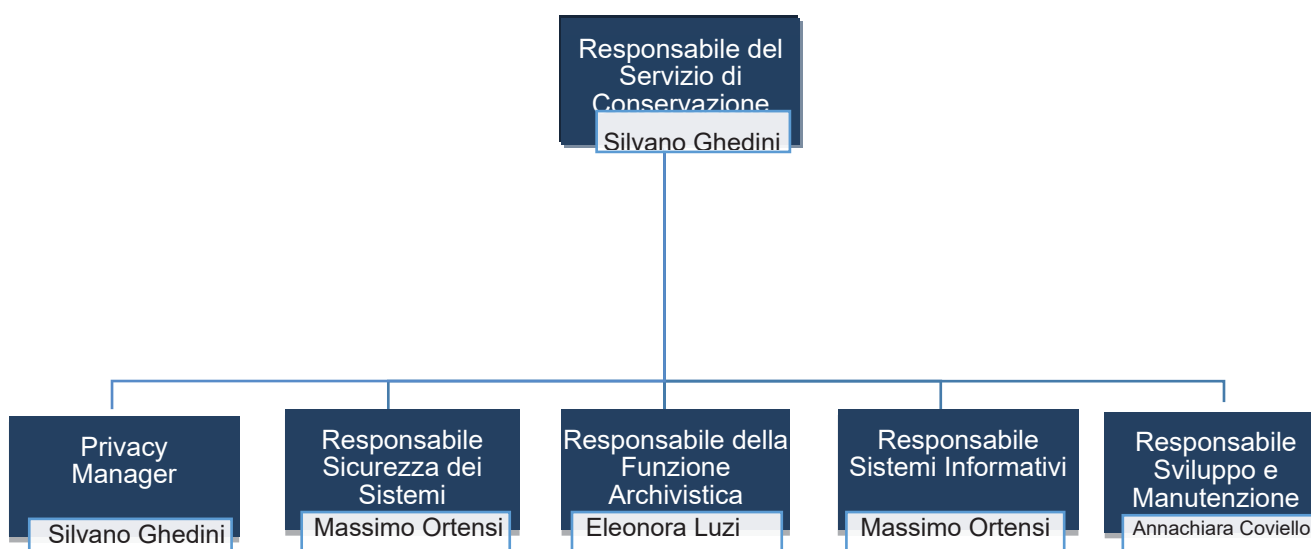 Responsabile del
Servizio di
Conservazione
Silvano Ghedini
Privacy
Manager
Silvano Ghedini
Responsabile
Sicurezza dei
Sistemi
Massimo Ortensi
Responsabile della
Funzione
Archivistica
Eleonora Luzi
Responsabile
Sistemi Informativi
Massimo Ortensi
Responsabile
Sviluppo e
Manutenzione
Annachiara Coviello